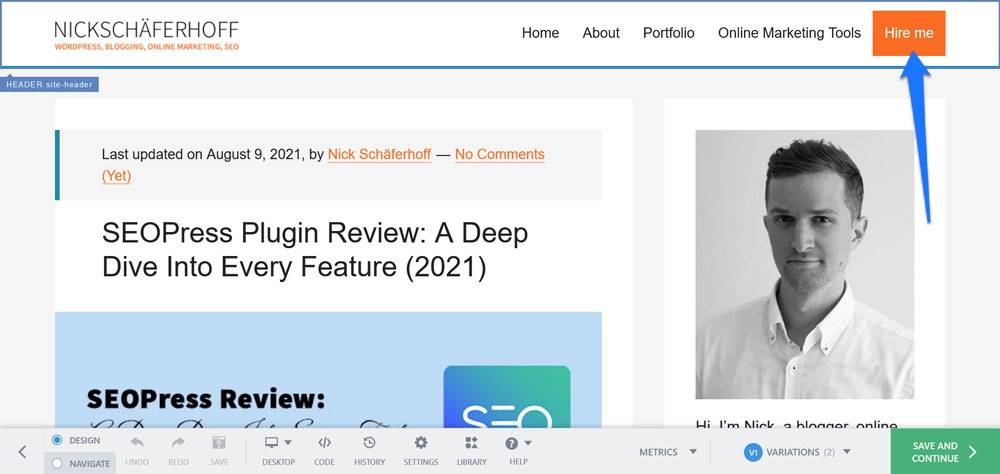 NICKSCHÄFERHOFF
WORDPRESS, BLOGGING, ONLINE MARKETING, SEO
Home About Portfolio Online Marketing Tools Hire me
HEADER site-header
Last updated on August 9, 2021, by Nick Schäferhoff — No Comments
(Yet)
SEOPress Plugin Review: A Deep
Dive Into Every Feature (2021)
SEOPress Review:
SEO
Hi, I'm Nick, a blogger, online
DESIGN
NAVIGATE
UNDO REDO SAVE DESKTOP CODE HISTORY SETTINGS LIBRARY HELP
METRICS
V1 VARIATIONS (2)
SAVE AND
CONTINUE